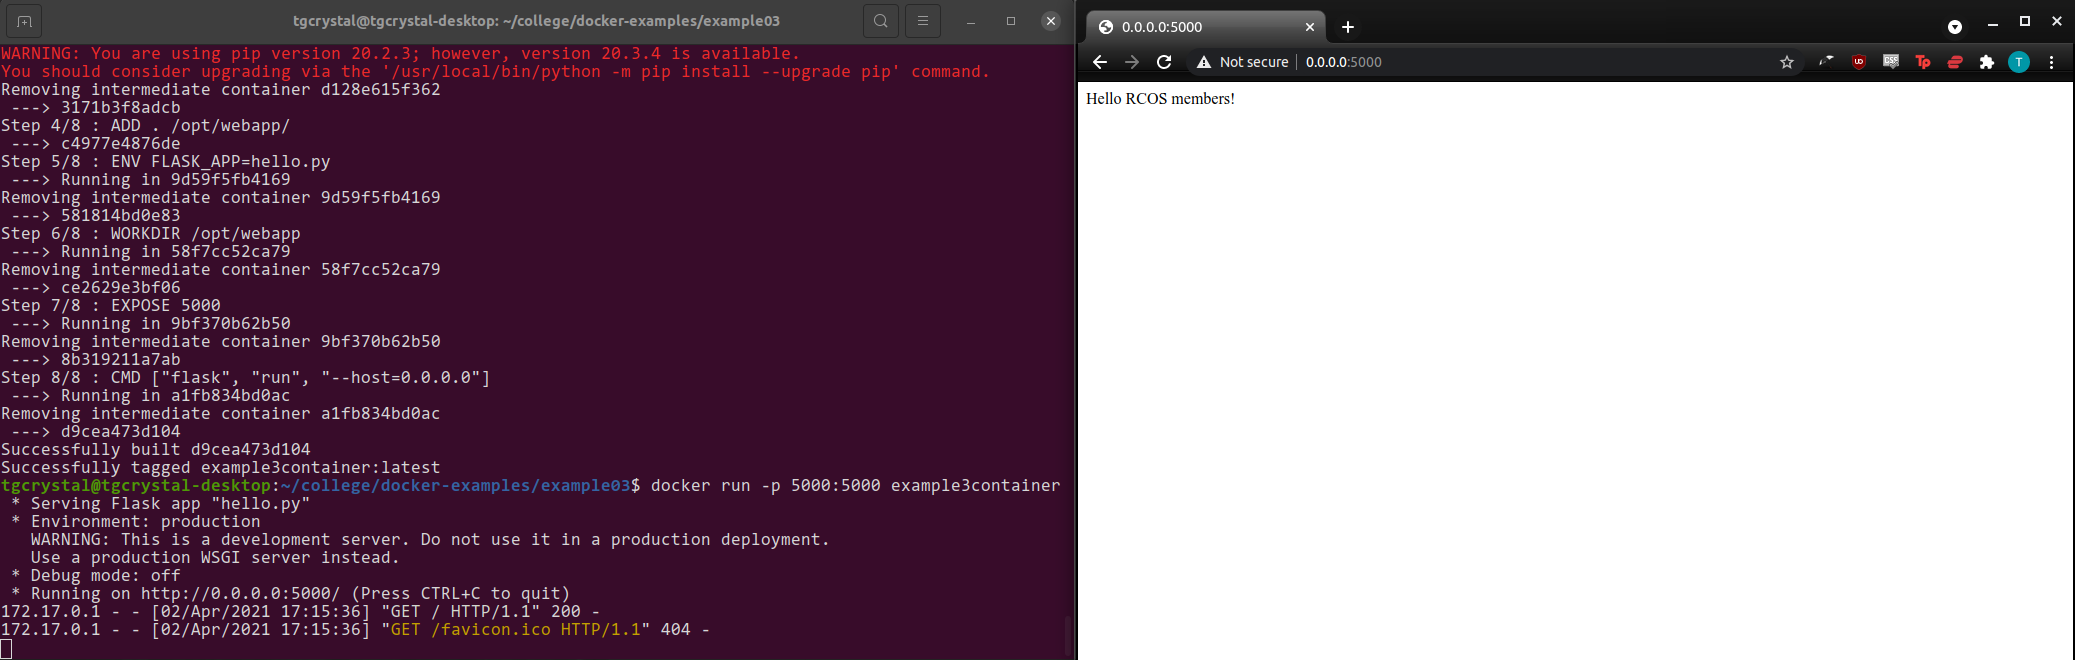 tgcrystal@tgcrystal-desktop: ~/college/docker-examples/example03
WARNING: You are using pip version 20.2.3; however, version 20.3.4 is available.
You should consider upgrading via the '/usr/local/bin/python -m pip install --upgrade pip' command.
Removing intermediate container d128e615f362
 ---> 3171b3f8adcb
Step 4/8 : ADD . /opt/webapp/
 ---> c4977e4876de
Step 5/8 : ENV FLASK_APP=hello.py
 ---> Running in 9d59f5fb4169
Removing intermediate container 9d59f5fb4169
 ---> 581814bd0e83
Step 6/8 : WORKDIR /opt/webapp
 ---> Running in 58f7cc52ca79
Removing intermediate container 58f7cc52ca79
 ---> ce2629e3bf06
Step 7/8 : EXPOSE 5000
 ---> Running in 9bf370b62b50
Removing intermediate container 9bf370b62b50
 ---> 8b319211a7ab
Step 8/8 : CMD ["flask", "run", "--host=0.0.0.0"]
 ---> Running in a1fb834bd0ac
Removing intermediate container a1fb834bd0ac
 ---> d9cea473d104
Successfully built d9cea473d104
Successfully tagged example3container:latest
tgcrystal@tgcrystal-desktop:~/college/docker-examples/example03$ docker run -p 5000:5000 example3container
 * Serving Flask app "hello.py"
 * Environment: production
   WARNING: This is a development server. Do not use it in a production deployment.
   Use a production WSGI server instead.
 * Debug mode: off
 * Running on http://0.0.0.0:5000/ (Press CTRL+C to quit)
172.17.0.1 - - [02/Apr/2021 17:15:36] "GET / HTTP/1.1" 200 -
172.17.0.1 - - [02/Apr/2021 17:15:36] "GET /favicon.ico HTTP/1.1" 404 -
0.0.0.0:5000
Not secure | 0.0.0.0:5000
CSP Tp T
Hello RCOS members!